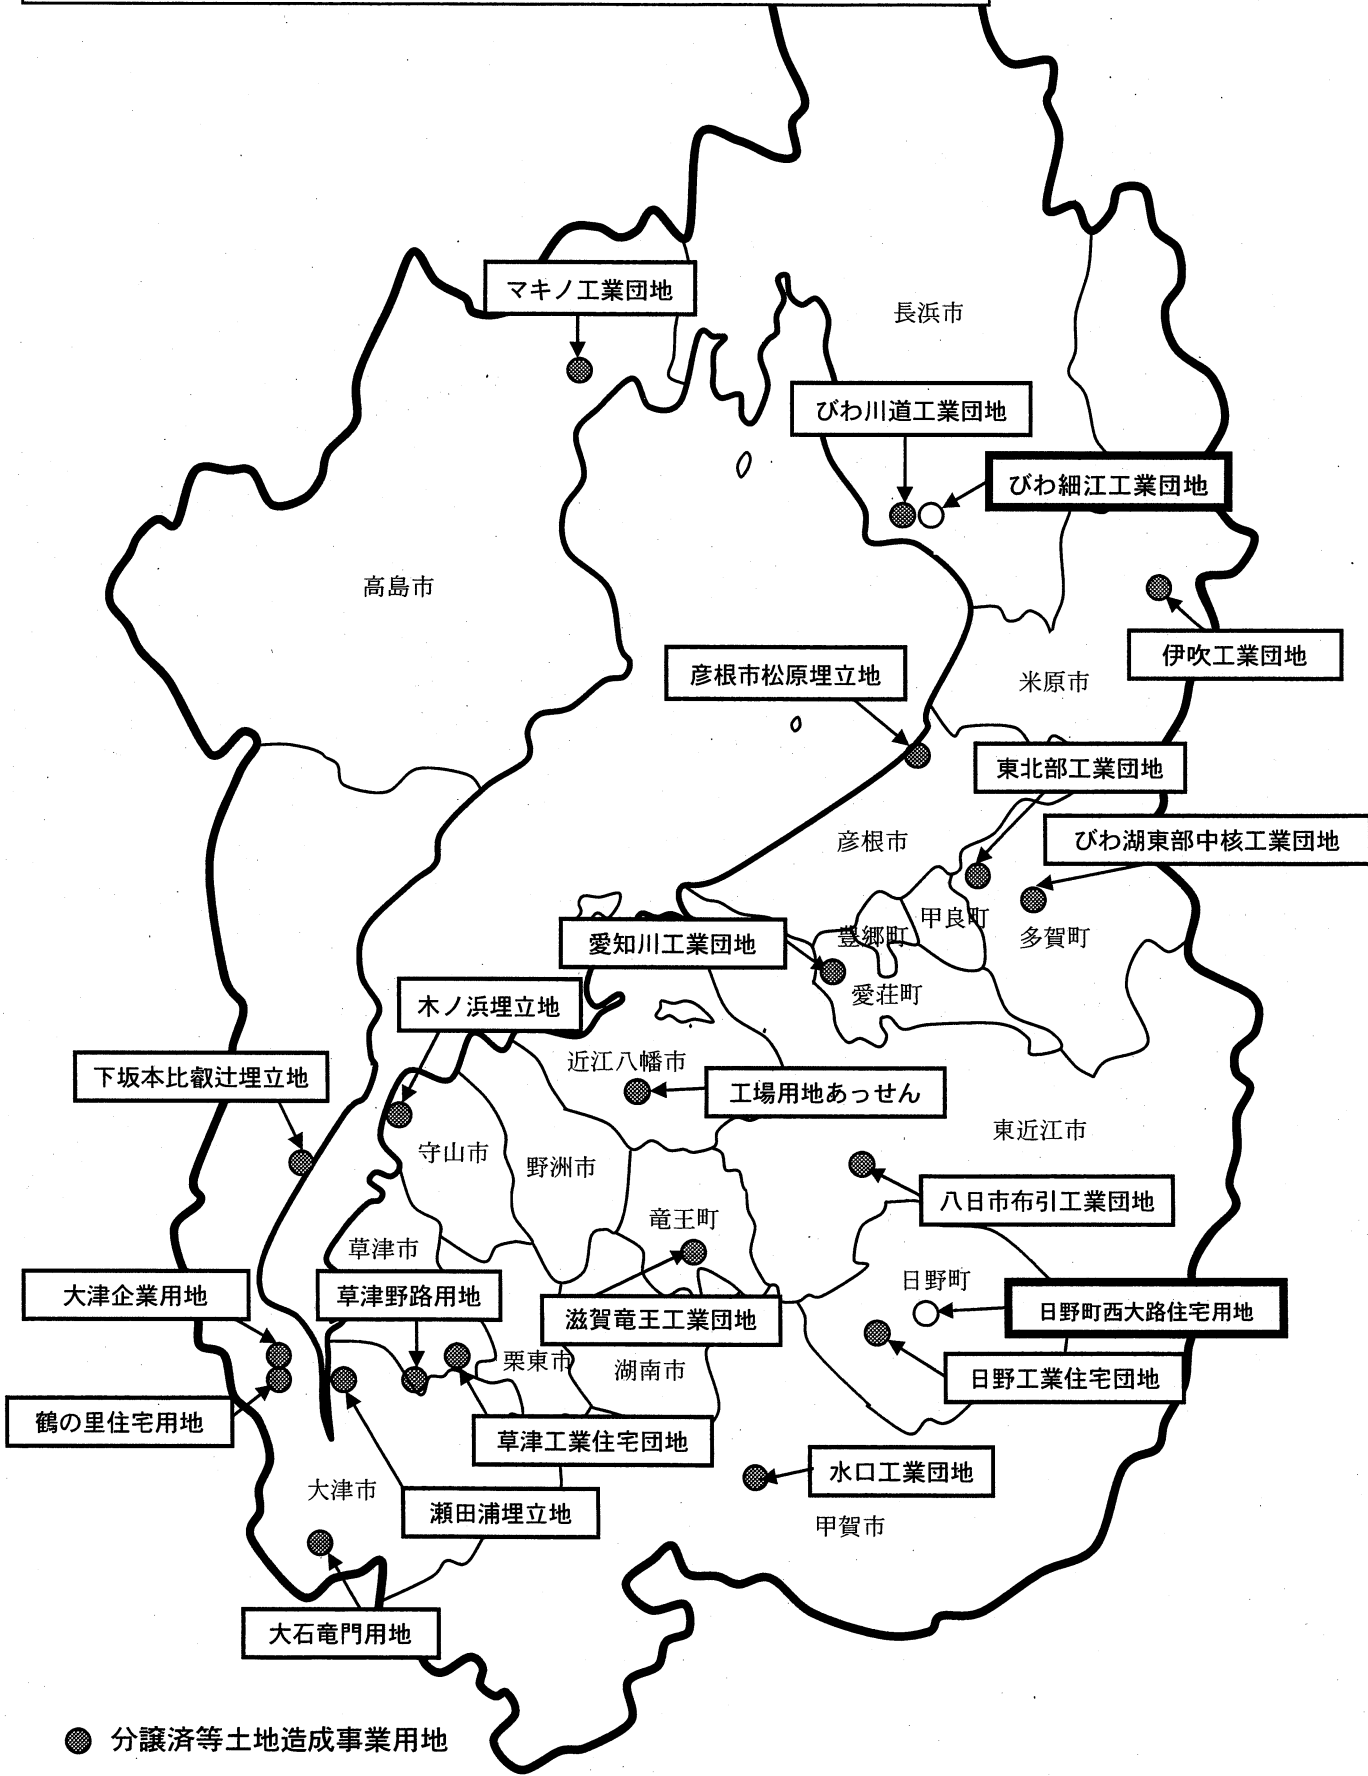 マキノ工業団地
長浜市
びわ川道工業団地
びわ細江工業団地
高島市
伊吹工業団地
彦根市松原埋立地
米原市
東北部工業団地
彦根市
びわ湖東部中核工業団地
甲良町
豊郷町
多賀町
愛知川工業団地
愛荘町
木ノ浜埋立地
近江八幡市
下坂本比叡辻埋立地
工場用地あっせん
東近江市
守山市
野洲市
八日市布引工業団地
竜王町
草津市
日野町
大津企業用地
草津野路用地
滋賀竜王工業団地
日野町西大路住宅用地
栗東市
湖南市
日野工業住宅団地
鶴の里住宅用地
草津工業住宅団地
水口工業団地
大津市
瀬田浦埋立地
甲賀市
大石竜門用地
分譲済等土地造成事業用地